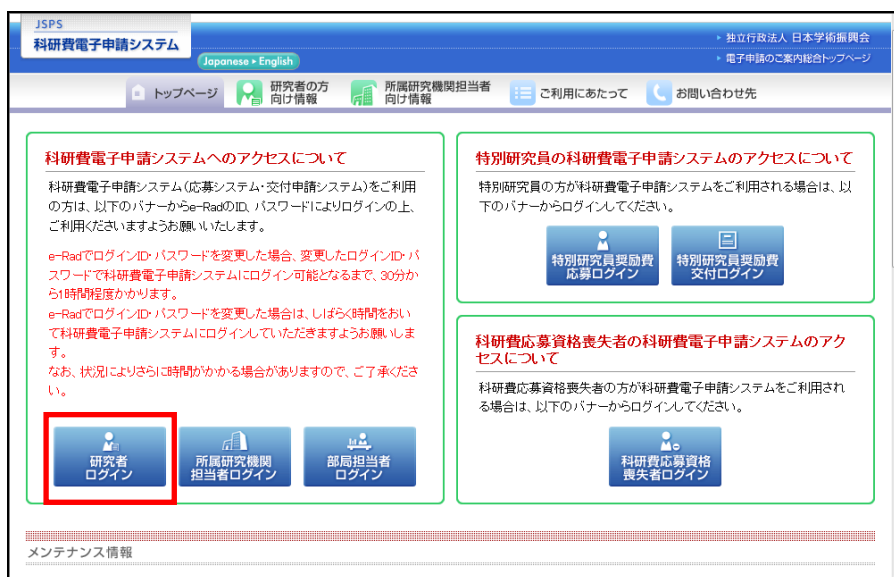 JSPS
科研費電子申請システム
Japanese ▸ English
独立行政法人 日本学術振興会
電子申請のご案内総合トップページ
トップページ
研究者の方
向け情報
所属研究機関担当者
向け情報
ご利用にあたって
お問い合わせ先
科研費電子申請システムへのアクセスについて
科研費電子申請システム(応募システム・交付申請システム)をご利用
の方は、以下のバナーからe-RadのID、パスワードによりログインの上、
ご利用くださいますようお願いいたします。
e-RadでログインID・パスワードを変更した場合、変更したログインID・パ
スワードで科研費電子申請システムにログイン可能となるまで、30分か
ら1時間程度かかります。
e-RadでログインID・パスワードを変更した場合は、しばらく時間をおい
て科研費電子申請システムにログインしていただきますようお願いしま
す。
なお、状況によりさらに時間がかかる場合がありますので、ご了承くださ
い。
研究者
ログイン
所属研究機関
担当者ログイン
部局担当者
ログイン
特別研究員の科研費電子申請システムのアクセスについて
特別研究員の方が科研費電子申請システムをご利用される場合は、以
下のバナーからログインしてください。
特別研究員奨励費
応募ログイン
特別研究員奨励費
交付ログイン
科研費応募資格喪失者の科研費電子申請システムのアク
セスについて
科研費応募資格喪失者の方が科研費電子申請システムをご利用され
る場合は、以下のバナーからログインしてください。
科研費応募資格
喪失者ログイン
メンテナンス情報